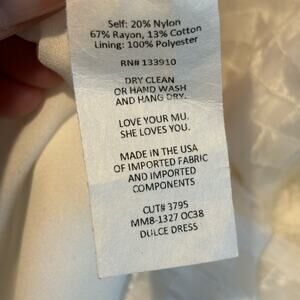 Self: 20% Nylon
67% Rayon, 13% Cotton
Lining: 100% Polyester
RN# 133910
DRY CLEAN
OR HAND WASH
AND HANG DRY.
LOVE YOUR MU.
SHE LOVES YOU.
MADE IN THE USA
OF IMPORTED FABRIC
AND IMPORTED
COMPONENTS
CUT# 3795
MM8-1327 OC38
DULCE DRESS